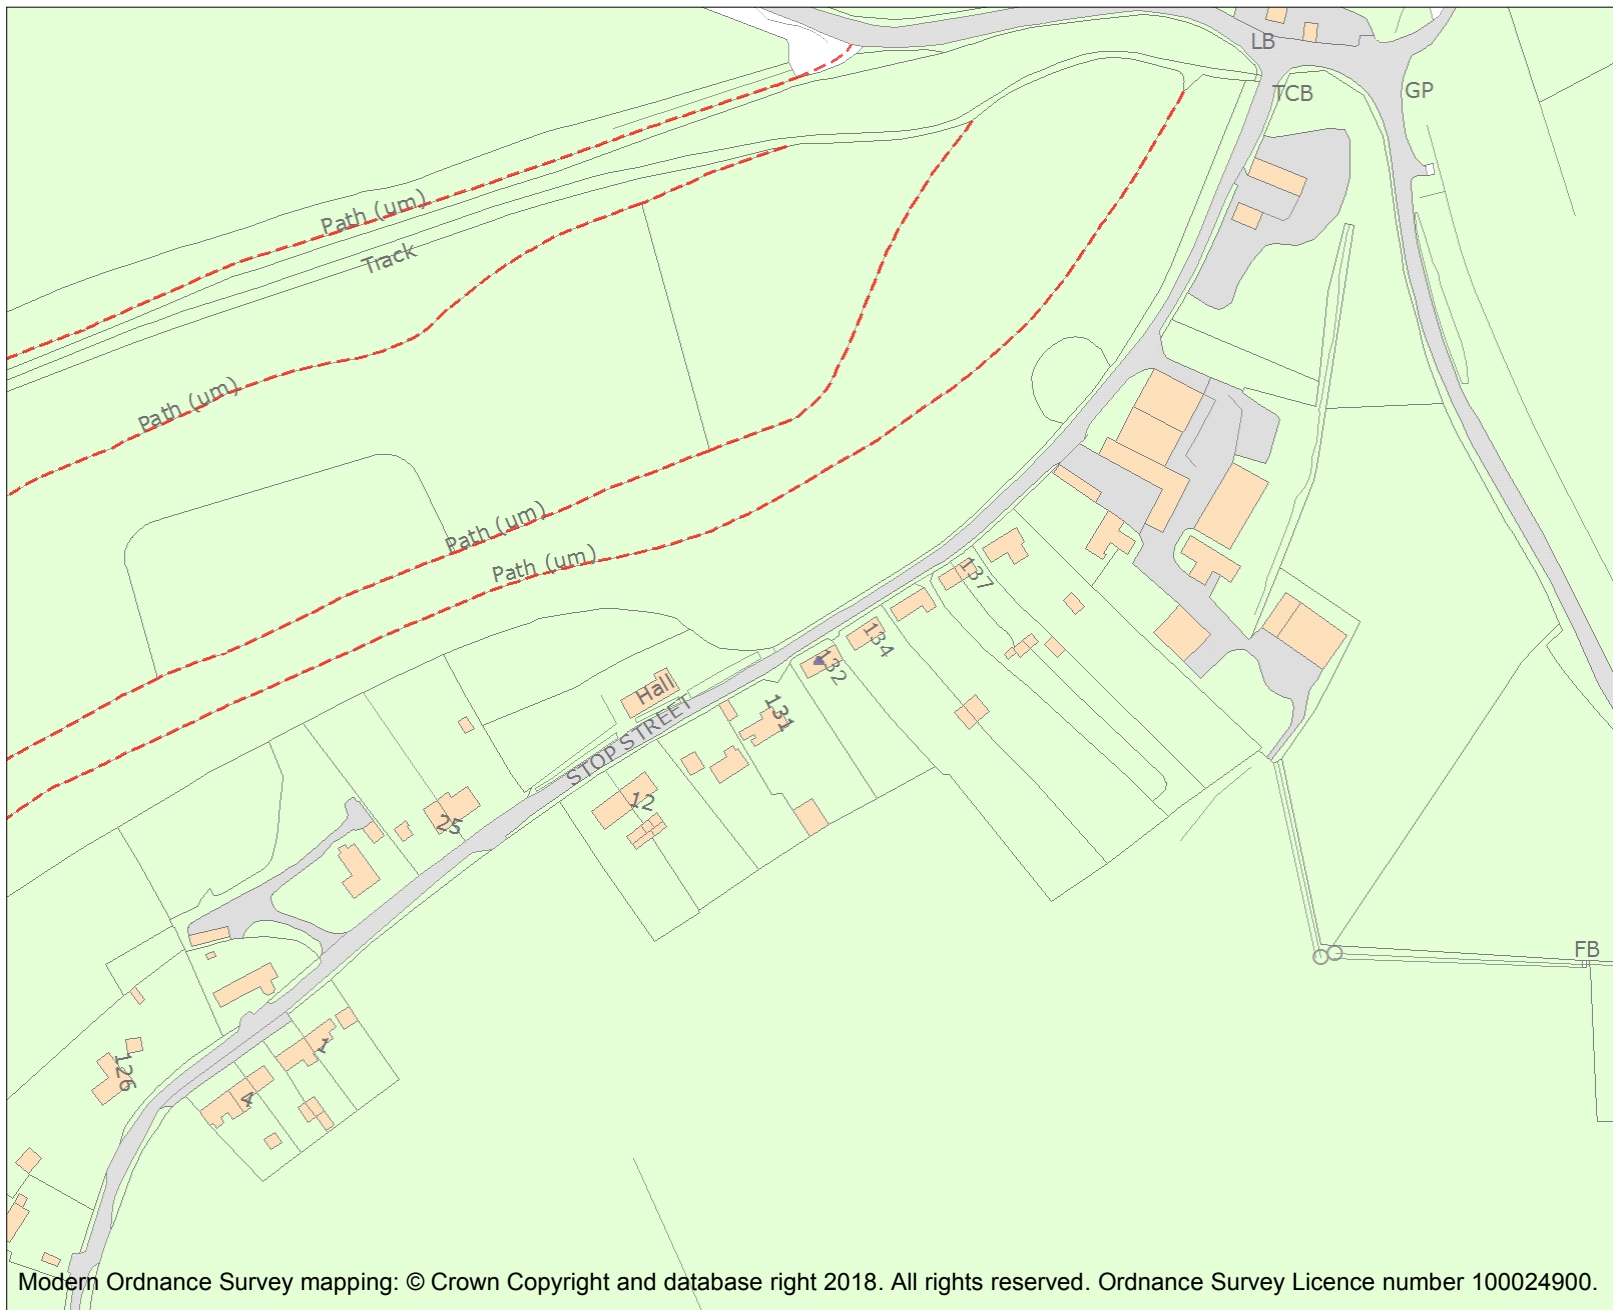 LB
TCB
GP
Path (um)
Track
Path (um)
Path (um)
Path (um)
137
134
132
Hall
131
STOP STREET
12
25
FB
126
1
4
Modern Ordnance Survey mapping: © Crown Copyright and database right 2018. All rights reserved. Ordnance Survey Licence number 100024900.